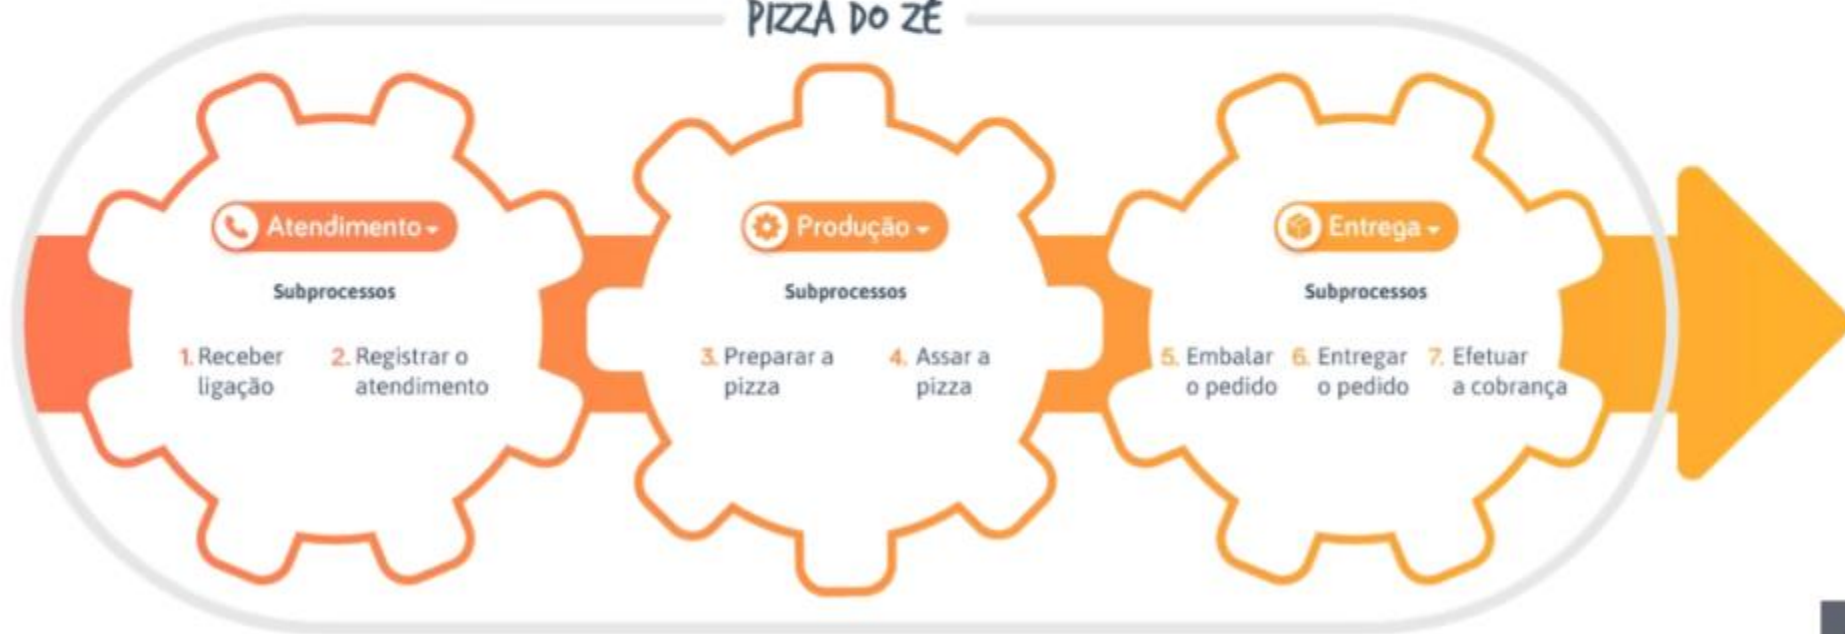 PIZZA DO ZÉ
Atendimento
Subprocessos
1. Receber
ligação
2. Registrar o
atendimento
Produção
Subprocessos
3. Preparar a
pizza
4. Assar a
pizza
Entrega
Subprocessos
5. Embalar
o pedido
6. Entregar
o pedido
7. Efetuar
a cobrança